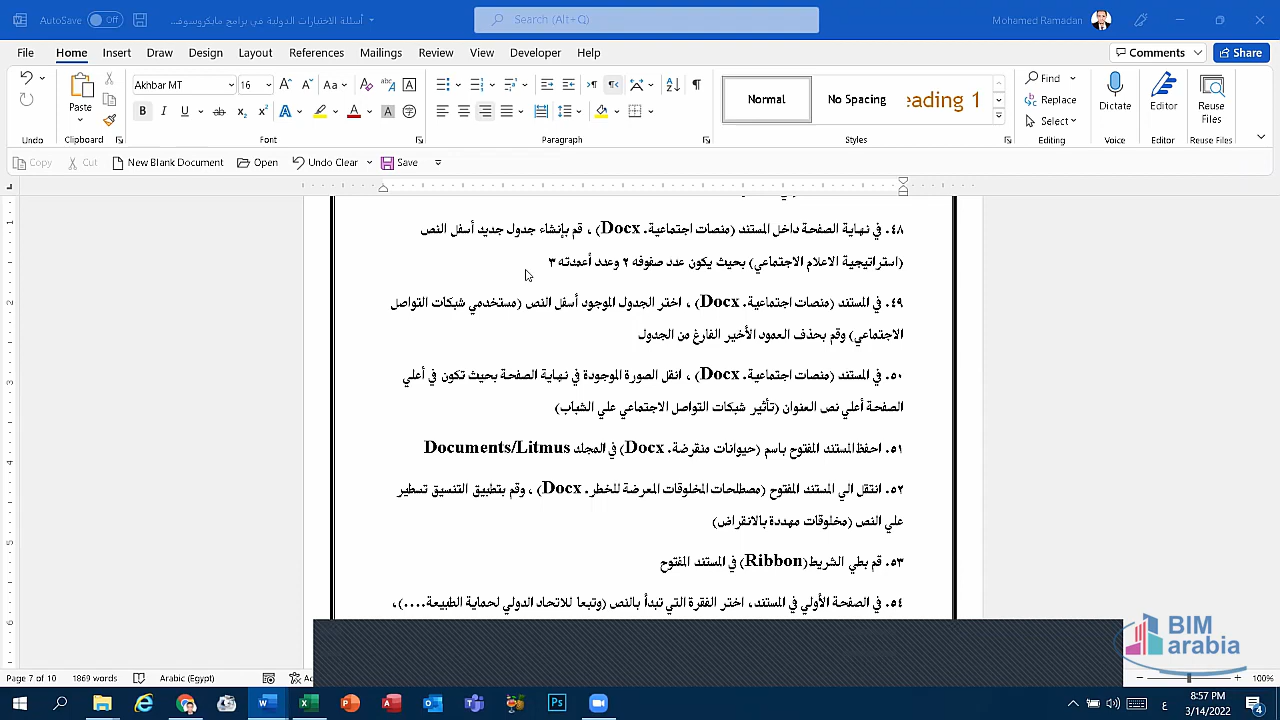 AutoSave Off
أسئلة الاختبارات الدولية في برامج مايكروسو...
Search (Alt+Q)
Mohamed Ramadan
File Home Insert Draw Design Layout References Mailings Review View Developer Help
Comments Share
Paste
Akhbar MT 16
Aa
B I U
Normal No Spacing eading 1
Find
Replace
Select
Dictate Editor Reuse Files
Clipboard Font Paragraph Styles Editing Voice Editor Reuse Files
Copy Cut New Blank Document Open Undo Clear Save
٤٨. في نهاية الصفحة داخل المستند (منصات اجتماعية. Docx) ، قم بإنشاء جدول جديد أسفل النص
(استراتيجية الاعلام الاجتماعي) بحيث يكون عدد صفوفه ٢ وعدد أعمدته ٣
٤٩. في المستند (منصات اجتماعية. Docx) ، اختر الجدول الموجود أسفل النص (مستخدمي شبكات التواصل
الاجتماعي) وقم بحذف العمود الأخير الفارغ من الجدول
٥٠. في المستند (منصات اجتماعية. Docx) ، انقل الصورة الموجودة في نهاية الصفحة بحيث تكون في أعلي
الصفحة أعلي نص العنوان (تأثير شبكات التواصل الاجتماعي علي الشباب)
٥١. احفظ المستند المفتوح باسم (حيوانات منقرضة. Docx) في المجلد Documents/Litmus
٥٢. انتقل الي المستند المفتوح (مصطلحات المخلوقات المعرضة للخطر. Docx) ، وقم بتطبيق التنسيق تسطير
علي النص (مخلوقات مهددة بالانقراض)
٥٣. قم بطي الشريط (Ribbon) في المستند المفتوح
٥٤. في الصفحة الأولي في المستند، اختر الفقرة التي تبدأ بالنص (وتبعا للاتحاد الدولي لحماية الطبيعة....)،
BIM
arabia
Page 7 of 10 1869 words Arabic (Egypt) 100%
8:57 PM
3/14/2022